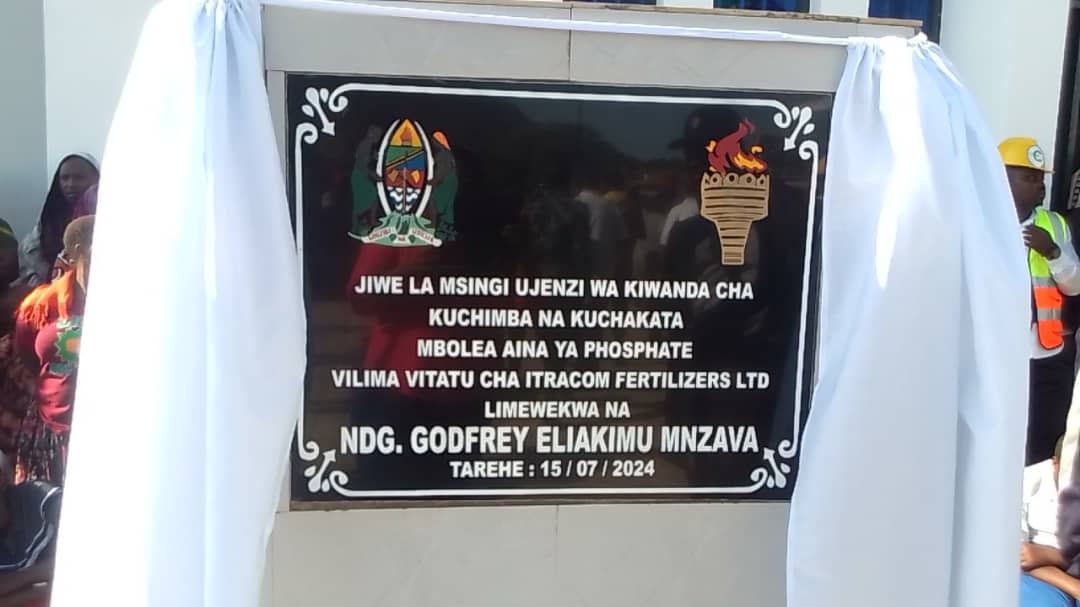 JIWE LA MSINGI UJENZI WA KIWANDA CHA
KUCHIMBA NA KUCHAKATA
MBOLEA AINA YA PHOSPHATE
VILIMA VITATU CHA ITRACOM FERTILIZERS LTD
LIMEWEKWA NA
NDG. GODFREY ELIAKIMU MNZAVA
TAREHE : 15 / 07 / 2024